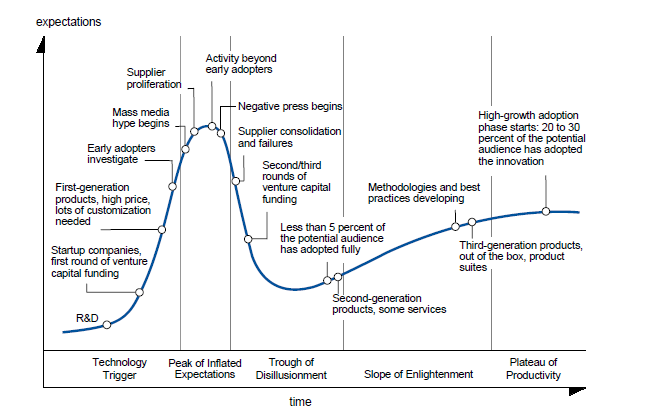 expectations
Activity beyond
early adopters
Supplier
proliferation
Negative press begins
Mass media
hype begins
Supplier consolidation
and failures
High-growth adoption
phase starts: 20 to 30
percent of the potential
audience has adopted
the innovation
Early adopters
investigate
Second/third
rounds of
venture capital
funding
First-generation
products, high price,
lots of customization
needed
Methodologies and best
practices developing
Less than 5 percent of
the potential audience
has adopted fully
Startup companies,
first round of venture
capital funding
Third-generation products,
out of the box, product
suites
Second-generation
products, some services
R&D
Technology
Trigger
Peak of Inflated
Expectations
Trough of
Disillusionment
Slope of Enlightenment
Plateau of
Productivity
time